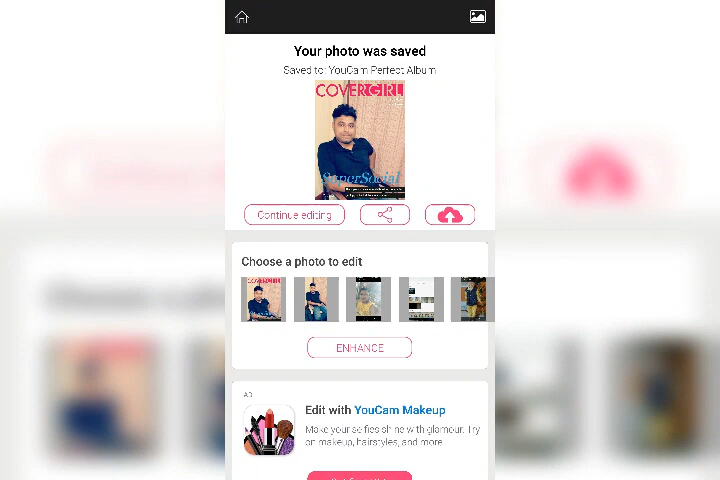 Your photo was saved
Saved to: YouCam Perfect Album
COVERGIRL
SuperSocial
Continue editing
Choose a photo to edit
COVERGIRL
ENHANCE
AD
Edit with YouCam Makeup
Make your selfies shine with glamour. Try
on makeup, hairstyles, and more.